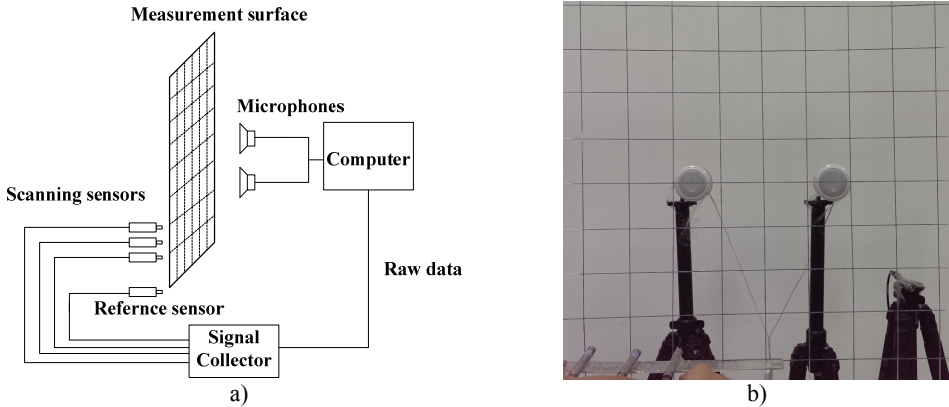 Measurement surface
Microphones
Computer
Scanning sensors
Raw data
Refernce sensor
Signal
Collector
a)
b)